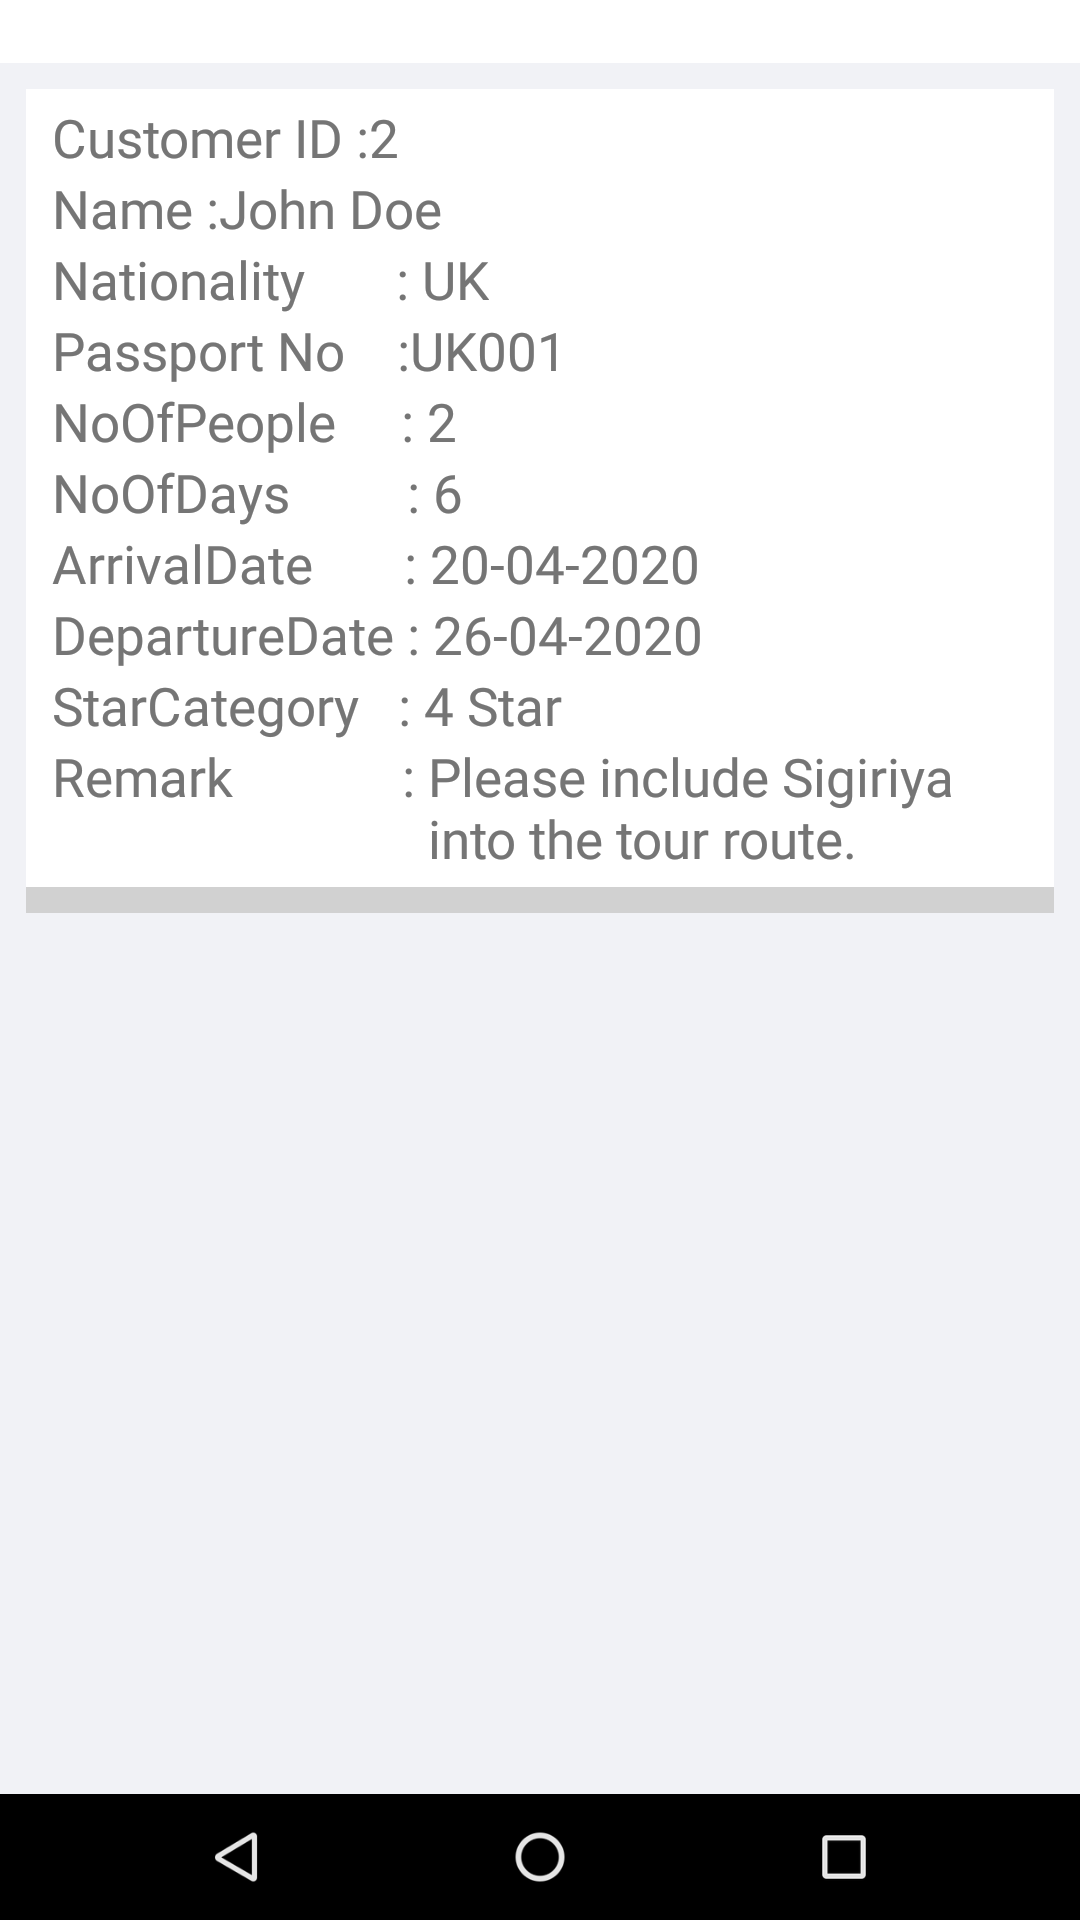 Customer ID :2
Name :John Doe
Nationality : UK
Passport No :UK001
NoOfPeople : 2
NoOfDays : 6
ArrivalDate : 20-04-2020
DepartureDate : 26-04-2020
StarCategory : 4 Star
Remark : Please include Sigiriya
into the tour route.